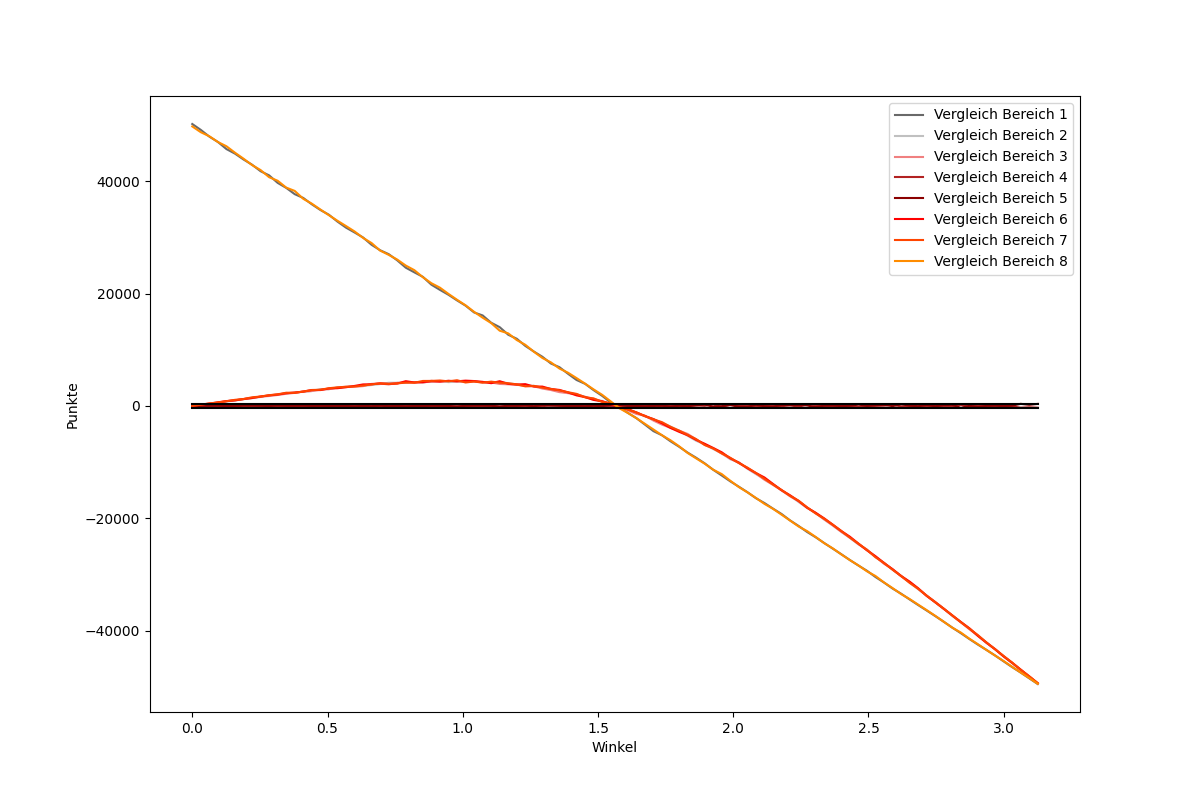 Vergleich Bereich 1
Vergleich Bereich 2
Vergleich Bereich 3
Vergleich Bereich 4
Vergleich Bereich 5
Vergleich Bereich 6
Vergleich Bereich 7
Vergleich Bereich 8
40000
20000
0
−20000
−40000
Punkte
0.0 0.5 1.0 1.5 2.0 2.5 3.0
Winkel